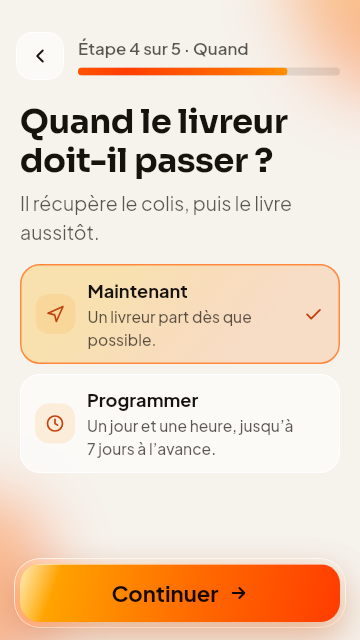 Étape 4 sur 5 · Quand
Quand le livreur
doit-il passer ?
Il récupère le colis, puis le livre
aussitôt.
Maintenant
Un livreur part dès que
possible.
Programmer
Un jour et une heure, jusqu’à
7 jours à l’avance.
Continuer →